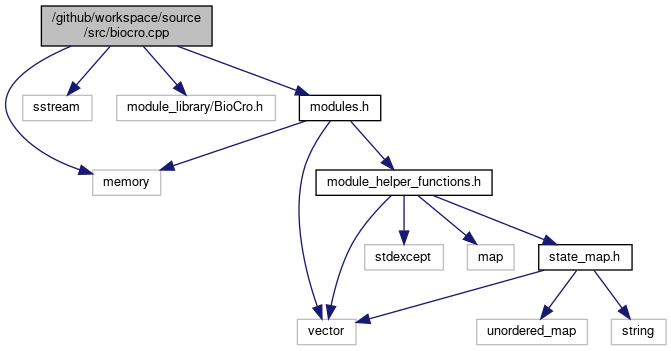 /github/workspace/source
/src/biocro.cpp
sstream
module_library/BioCro.h
modules.h
memory
module_helper_functions.h
stdexcept
map
state_map.h
vector
unordered_map
string